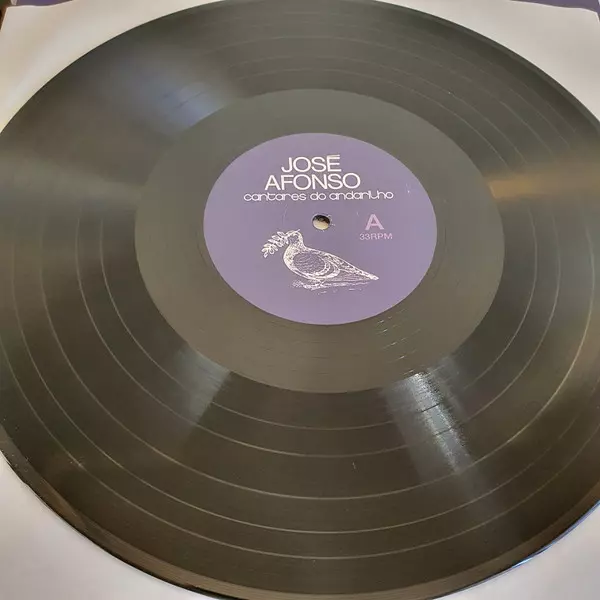 JOSÉ
AFONSO
cantares do andarilho
A
33RPM